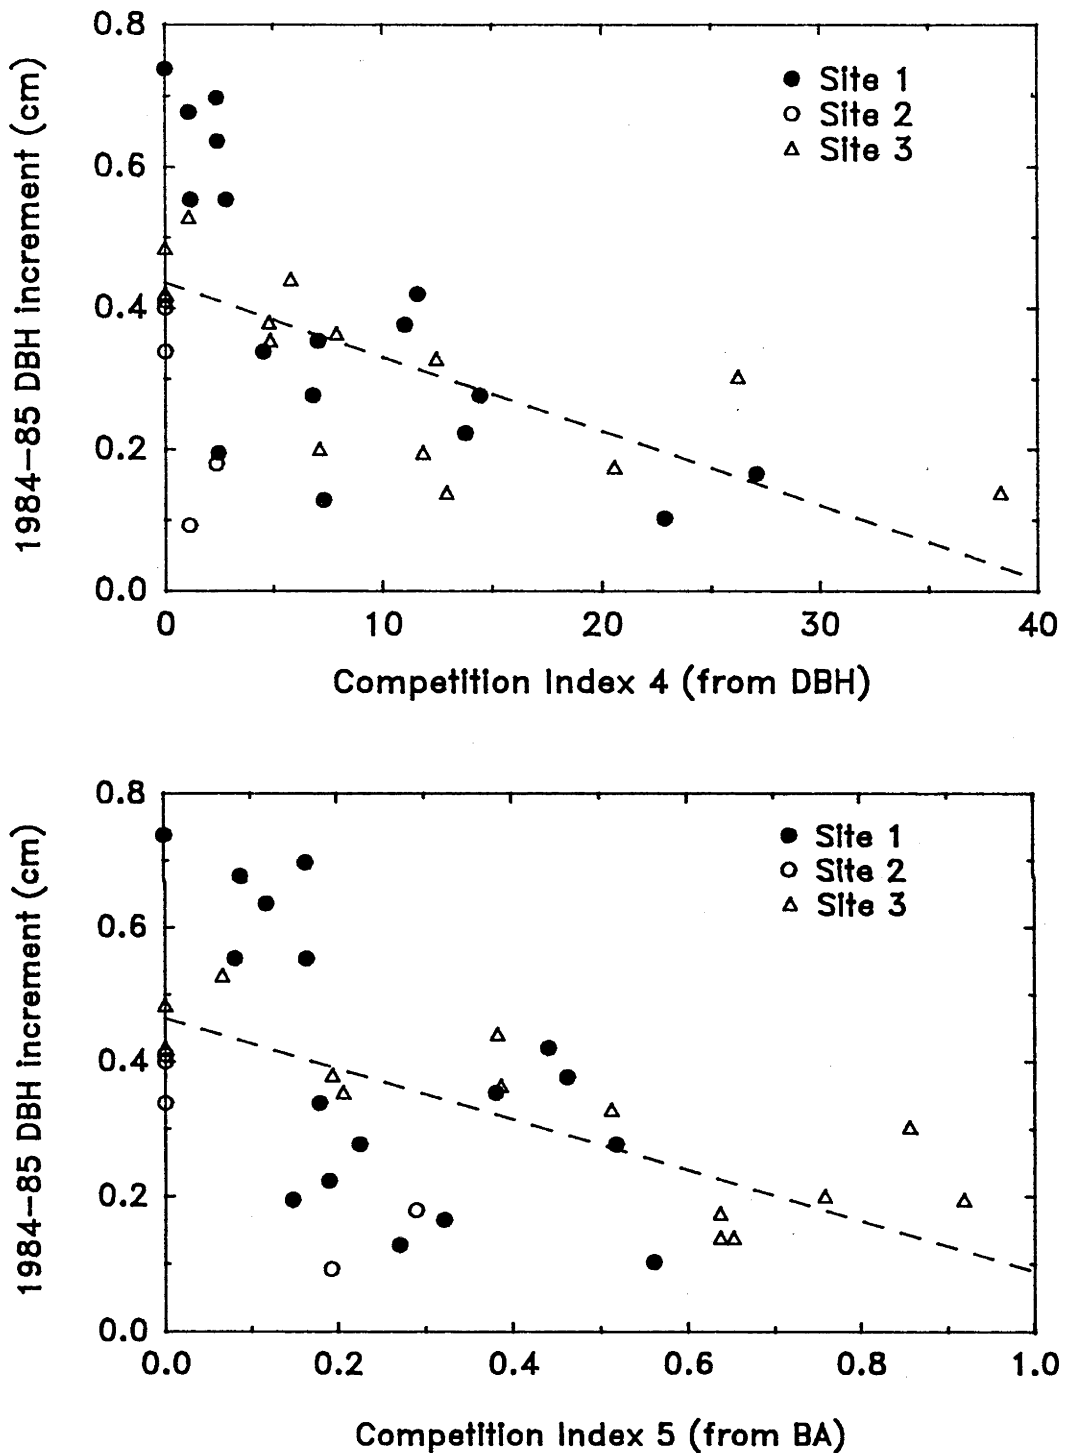 0.8
0.6
0.4
0.2
0.0
1984–85 DBH increment (cm)
Site 1
Site 2
Site 3
0 10 20 30 40
Competition Index 4 (from DBH)
0.8
0.6
0.4
0.2
0.0
1984–85 DBH increment (cm)
Site 1
Site 2
Site 3
0.0 0.2 0.4 0.6 0.8 1.0
Competition Index 5 (from BA)